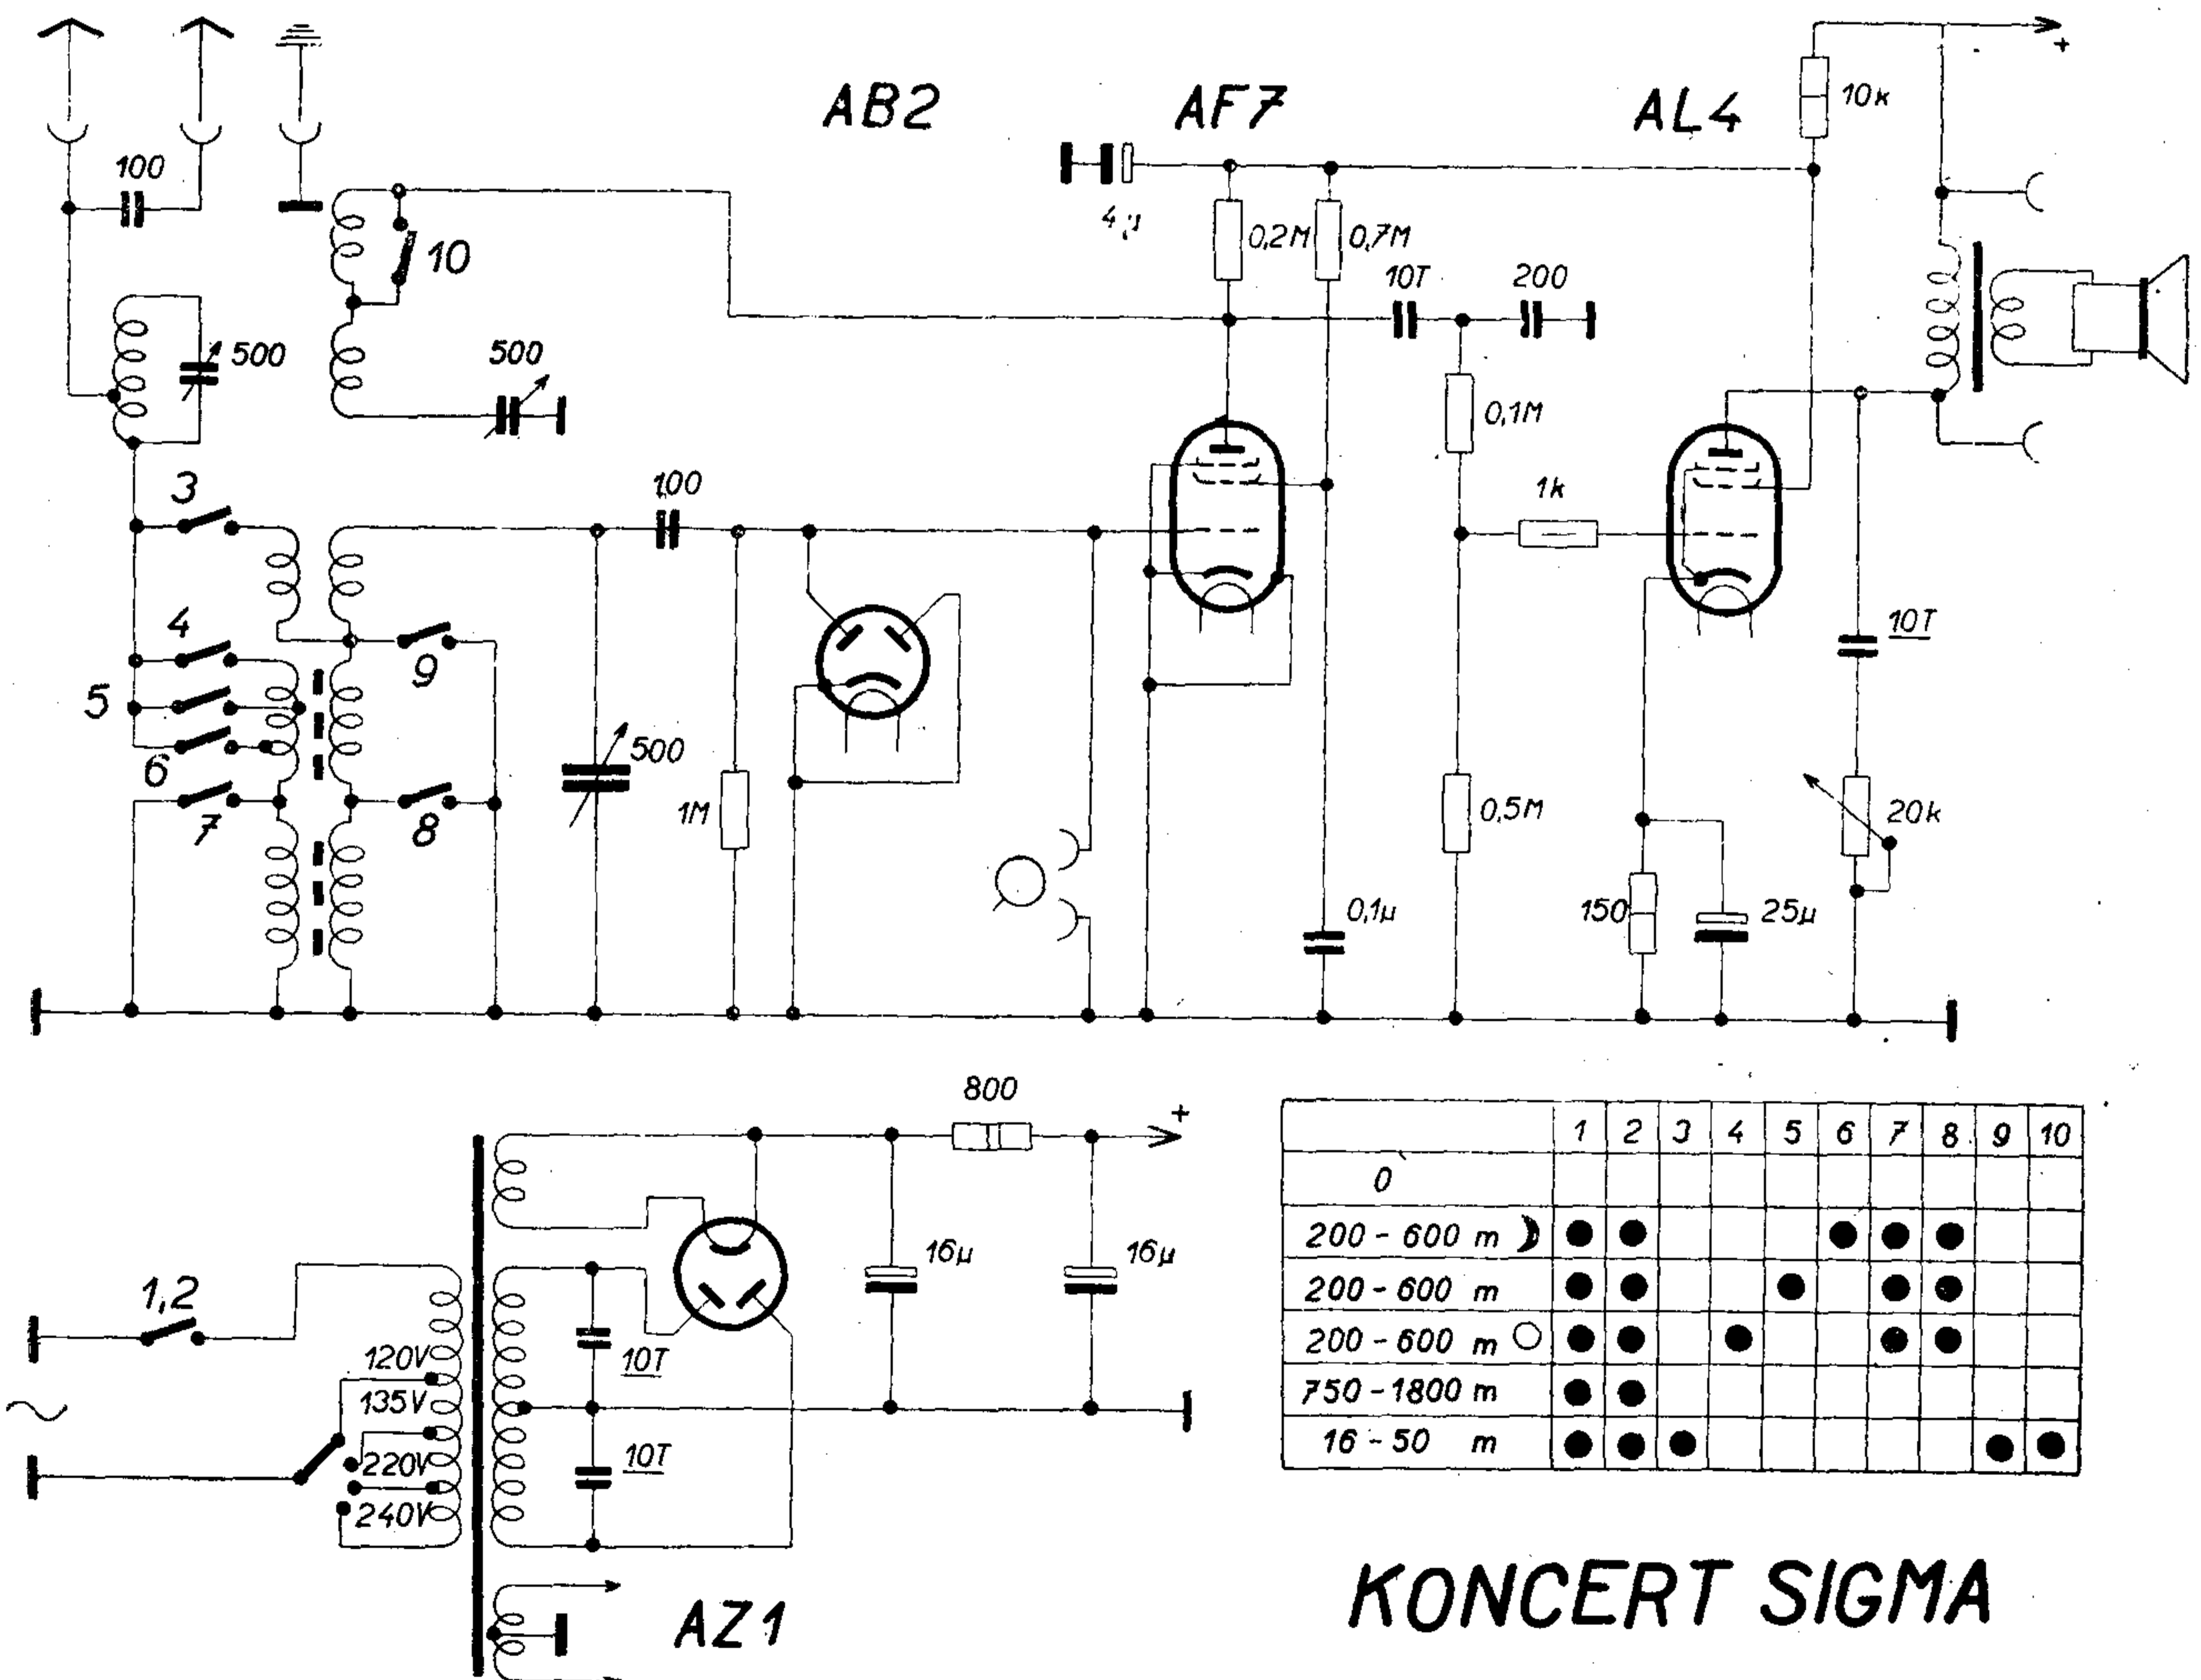 AB2
AF7
AL4
10k
+
100
10
4µ
0,2M
0,7M
10T
200
500
500
0,1M
3
100
1k
4
9
5
10T
6
500
7
8
1M
0,5M
20k
0,1µ
150
25µ
800
+
16µ
16µ
1,2
10T
120V
135V
220V
10T
240V
AZ1
1 2 3 4 5 6 7 8 9 10
0
200 - 600 m
200 - 600 m
200 - 600 m
750 - 1800 m
16 - 50 m
KONCERT SIGMA